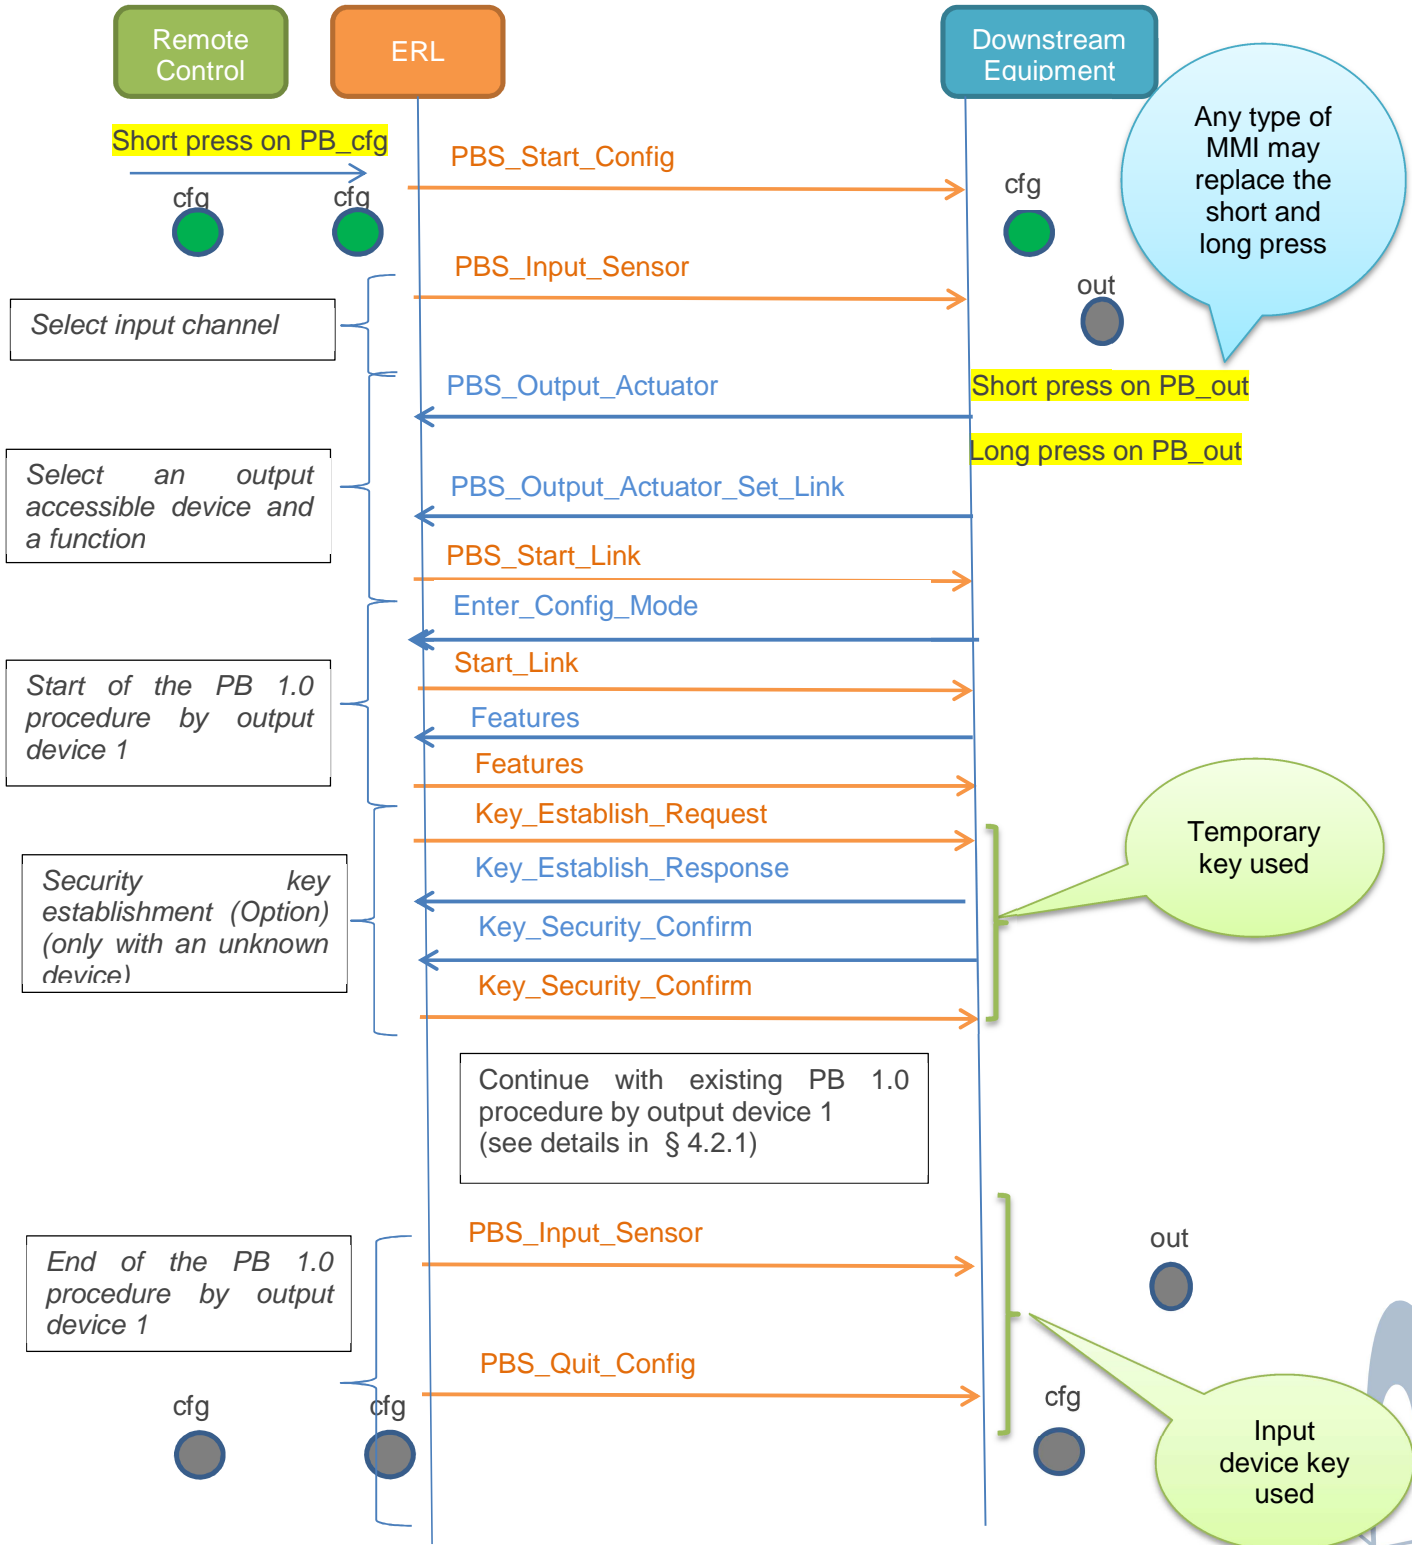 Remote
Control
ERL
Downstream
Equipment
Any type of
MMI may
replace the
short and
long press
Short press on PB_cfg
PBS_Start_Config
cfg
cfg
cfg
PBS_Input_Sensor
out
Select input channel
PBS_Output_Actuator
Short press on PB_out
Long press on PB_out
Select an output
accessible device and
a function
PBS_Output_Actuator_Set_Link
PBS_Start_Link
Enter_Config_Mode
Start_Link
Start of the PB 1.0
procedure by output
device 1
Features
Features
Key_Establish_Request
Temporary
key used
Key_Establish_Response
Security key
establishment (Option)
(only with an unknown
device)
Key_Security_Confirm
Key_Security_Confirm
Continue with existing PB 1.0
procedure by output device 1
(see details in § 4.2.1)
PBS_Input_Sensor
out
End of the PB 1.0
procedure by output
device 1
PBS_Quit_Config
cfg
cfg
cfg
Input
device key
used